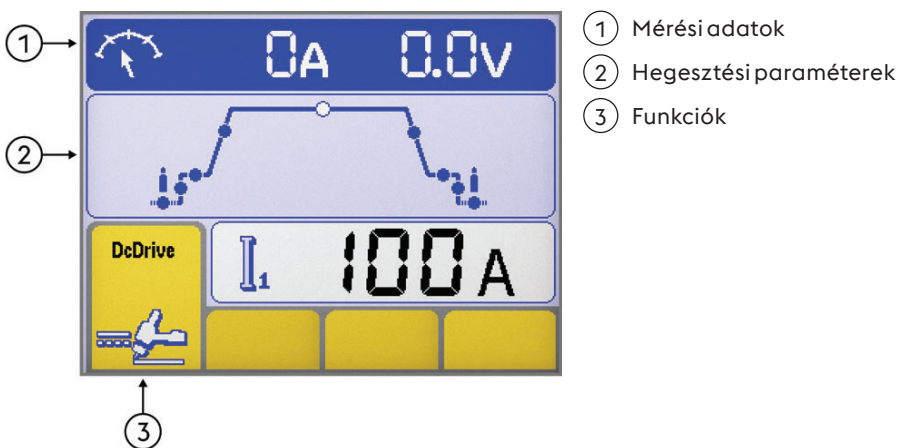 1 0A 0.0V 1 Mérési adatok
2 Hegesztési paraméterek
3 Funkciók
2
DcDrive I1 100A
3